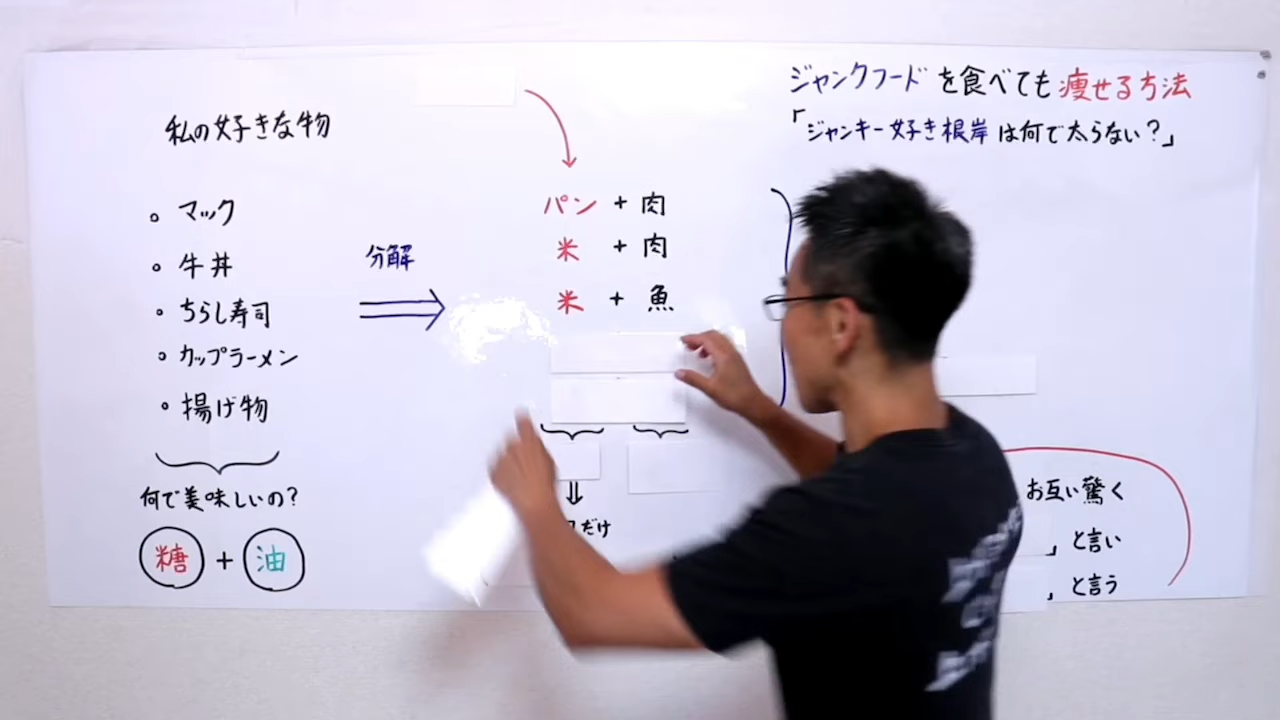 ジャンクフードを食べても痩せる方法
「ジャンキー好き根岸は何で太らない?」
私の好きな物
マック
牛丼
ちらし寿司
カップラーメン
揚げ物
何で美味しいの?
糖 + 油
分解
パン + 肉
米 + 肉
米 + 魚
だけ
お互い驚く
」と言い
」と言う